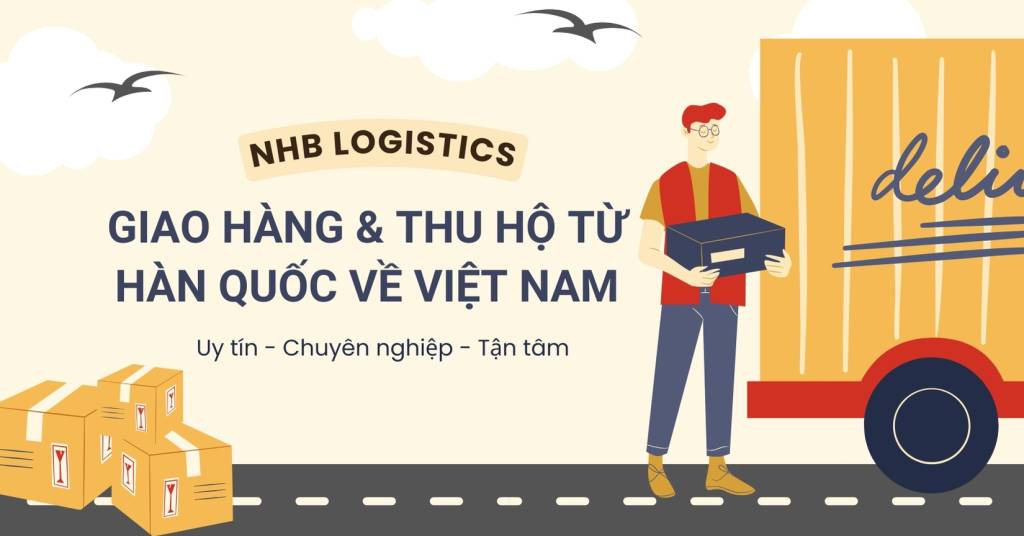 NHB LOGISTICS
GIAO HÀNG & THU HỘ TỪ
HÀN QUỐC VỀ VIỆT NAM
Uy tín - Chuyên nghiệp - Tận tâm